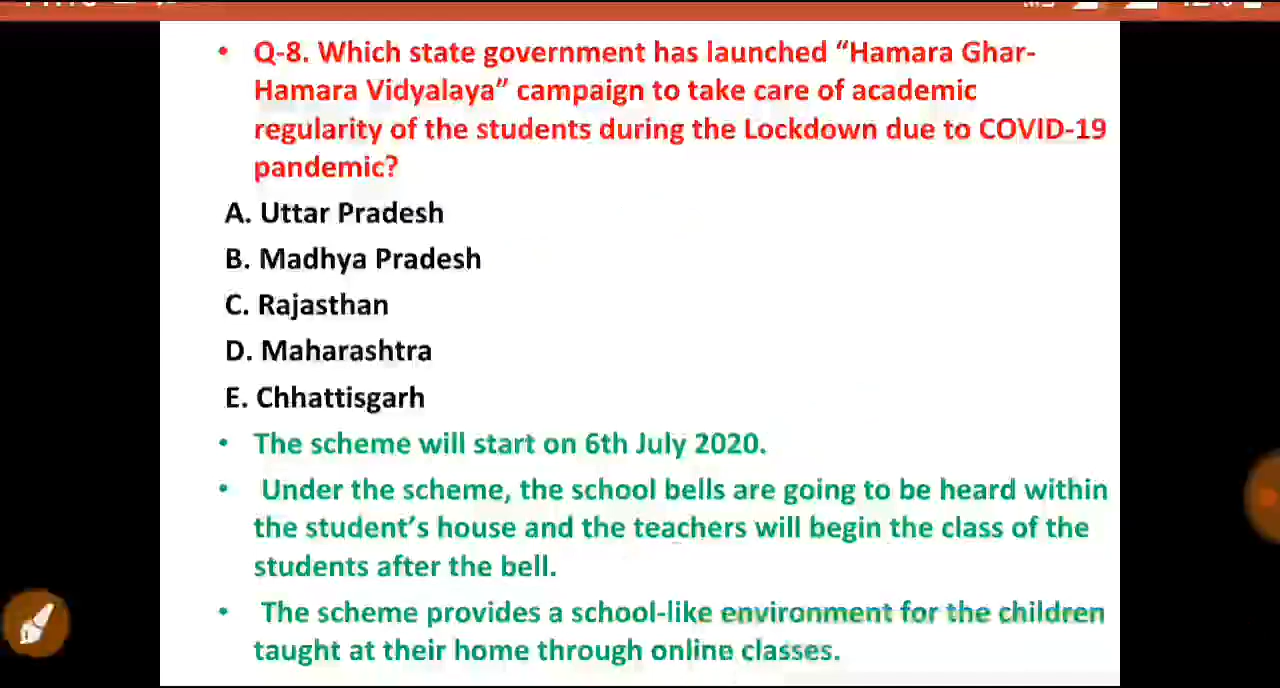 • Q-8. Which state government has launched “Hamara Ghar-
Hamara Vidyalaya” campaign to take care of academic
regularity of the students during the Lockdown due to COVID-19
pandemic?
A. Uttar Pradesh
B. Madhya Pradesh
C. Rajasthan
D. Maharashtra
E. Chhattisgarh
• The scheme will start on 6th July 2020.
• Under the scheme, the school bells are going to be heard within
the student’s house and the teachers will begin the class of the
students after the bell.
• The scheme provides a school-like environment for the children
taught at their home through online classes.